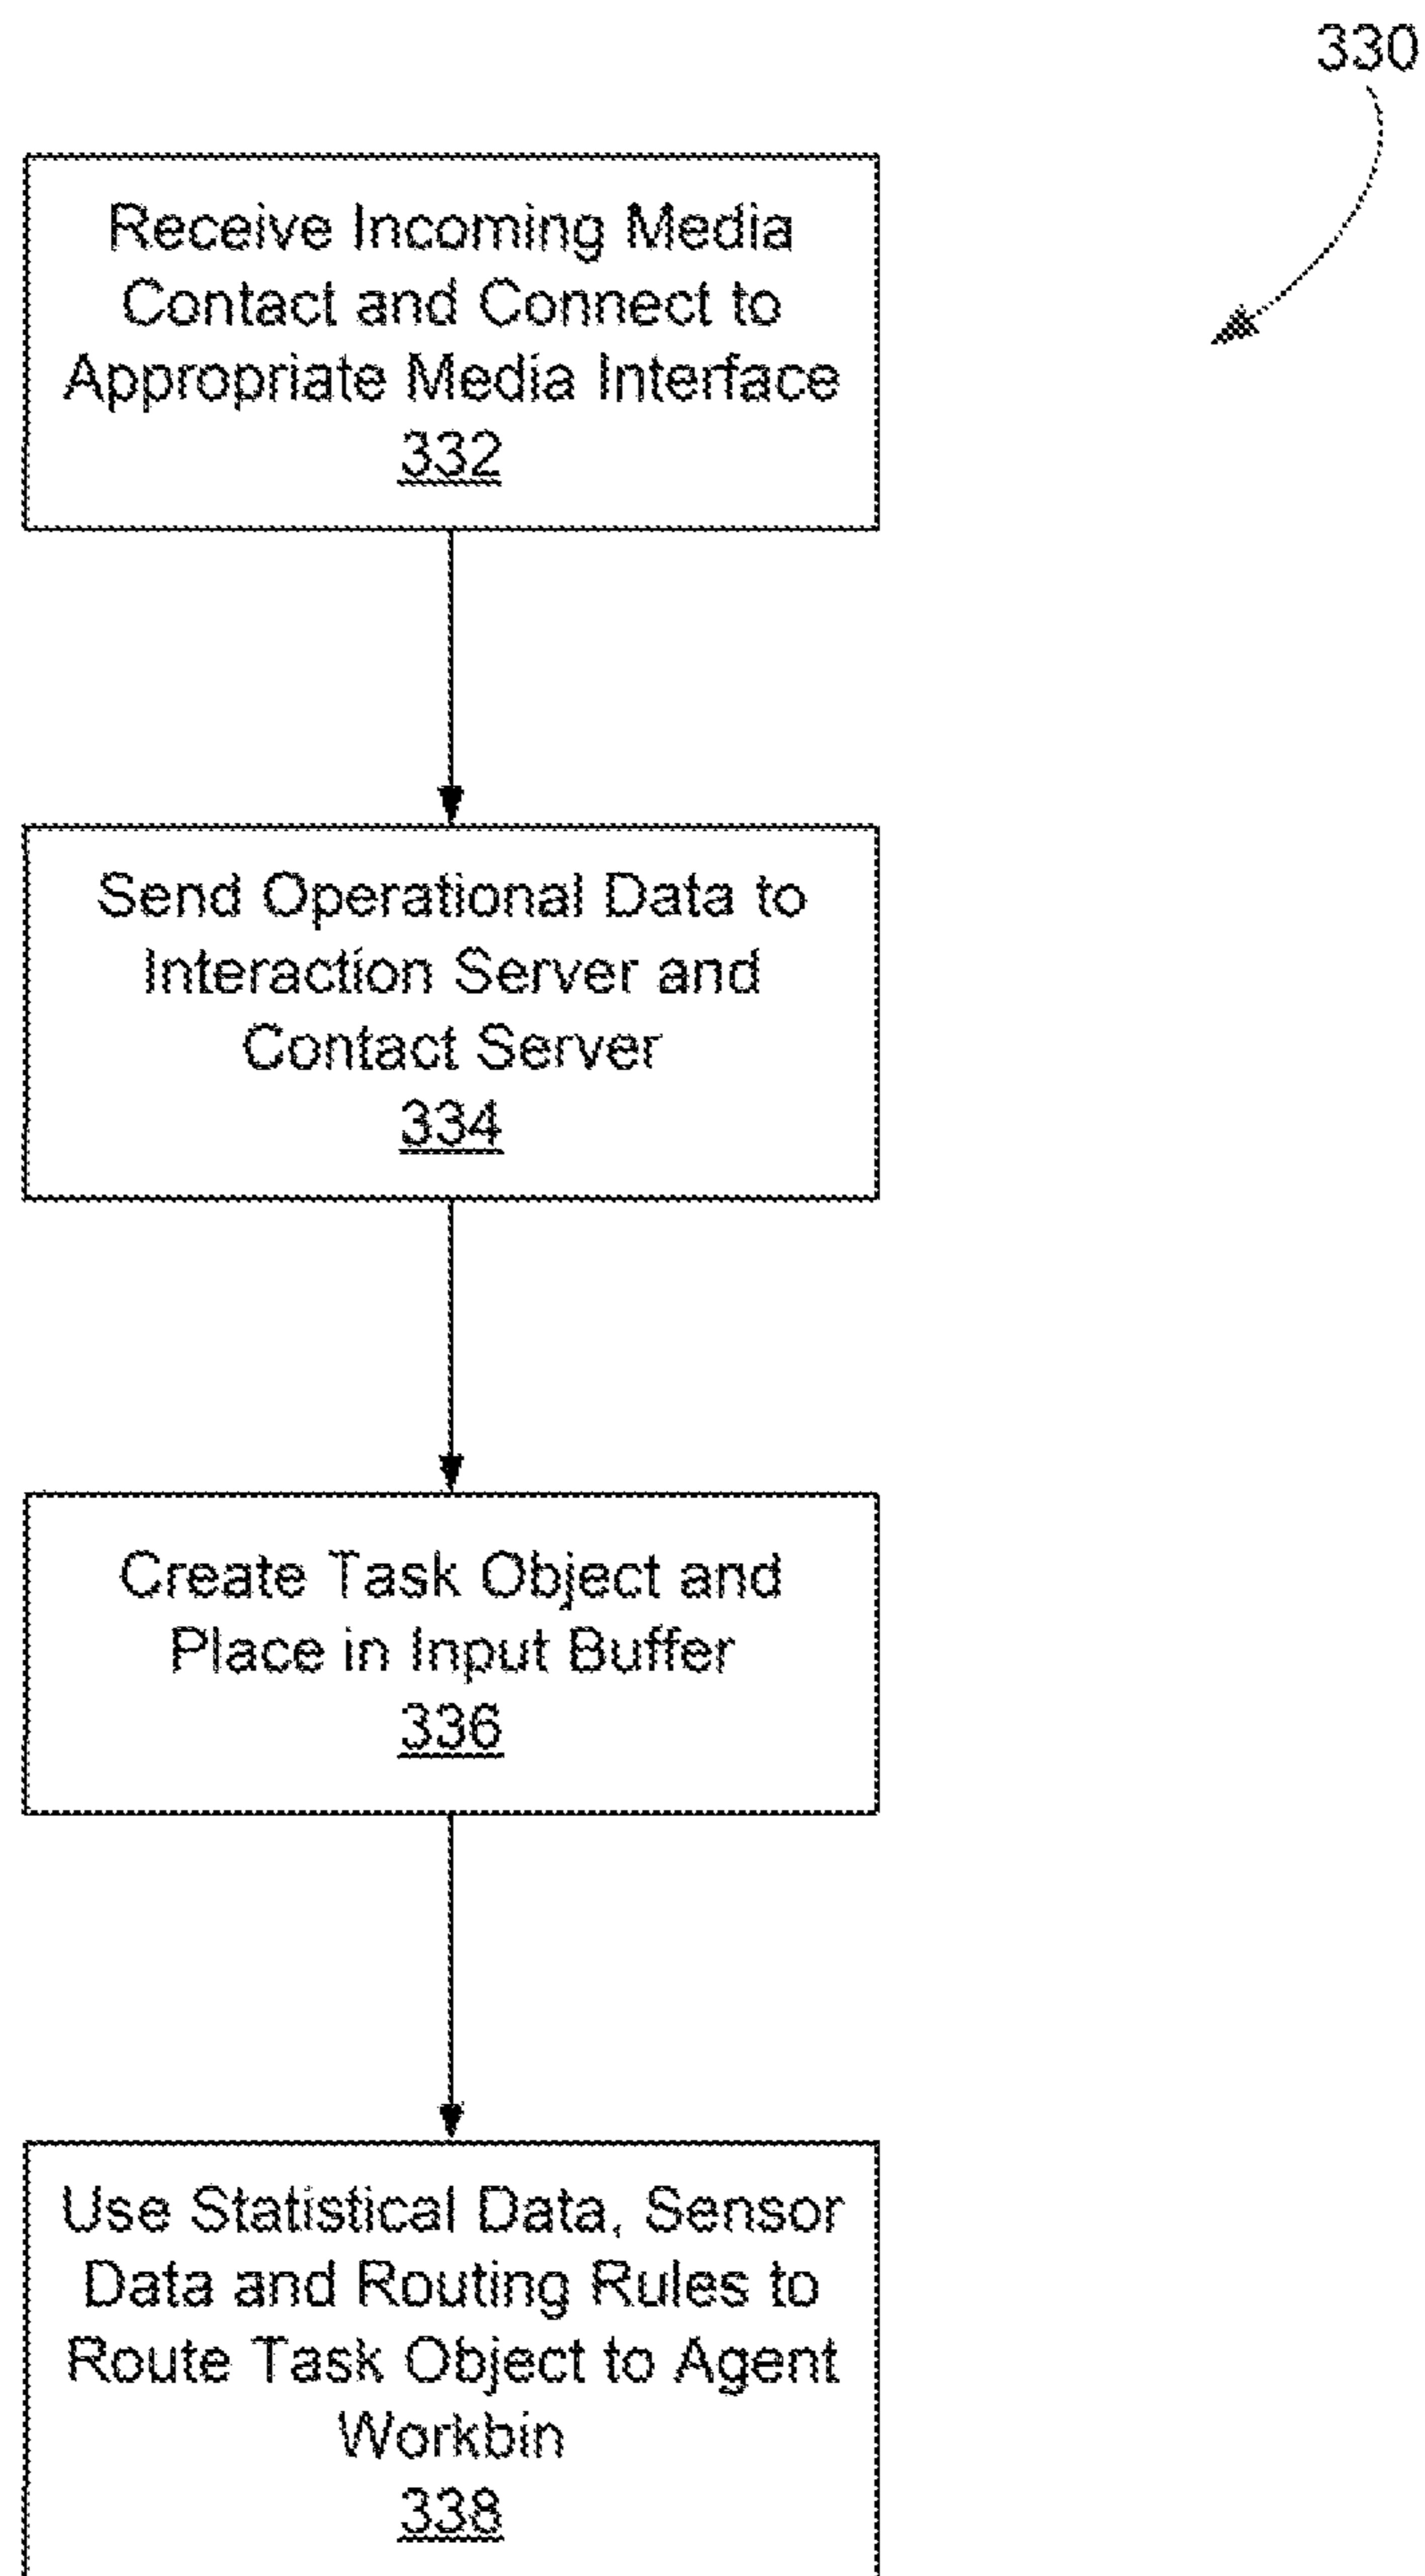 330
Receive Incoming Media
Contact and Connect to
Appropriate Media Interface
332
Send Operational Data to
Interaction Server and
Contact Server
334
Create Task Object and
Place in Input Buffer
336
Use Statistical Data, Sensor
Data and Routing Rules to
Route Task Object to Agent
Workbin
338